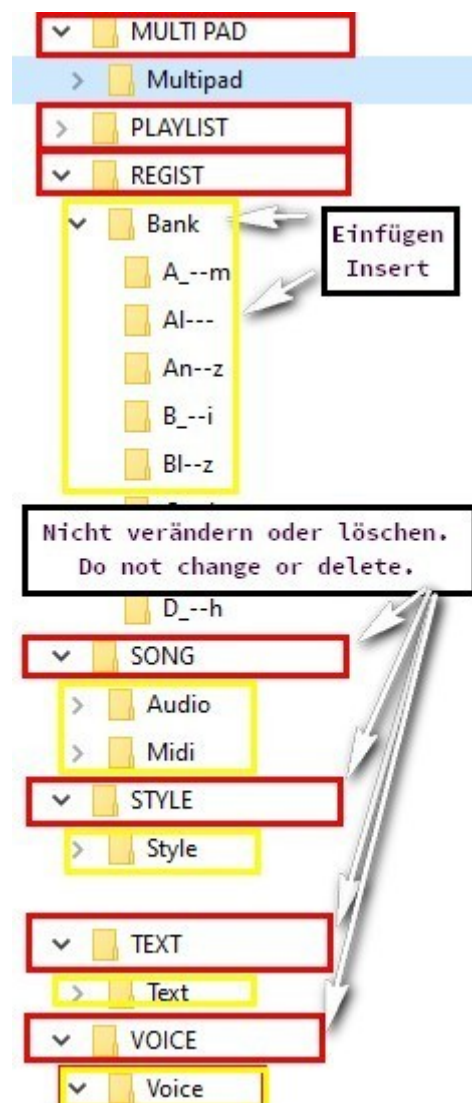 MULTI PAD
Multipad
PLAYLIST
REGIST
Bank
Einfügen
Insert
A_--m
Al---
An--z
B_--i
Bl--z
Nicht verändern oder löschen.
Do not change or delete.
D_--h
SONG
Audio
Midi
STYLE
Style
TEXT
Text
VOICE
Voice